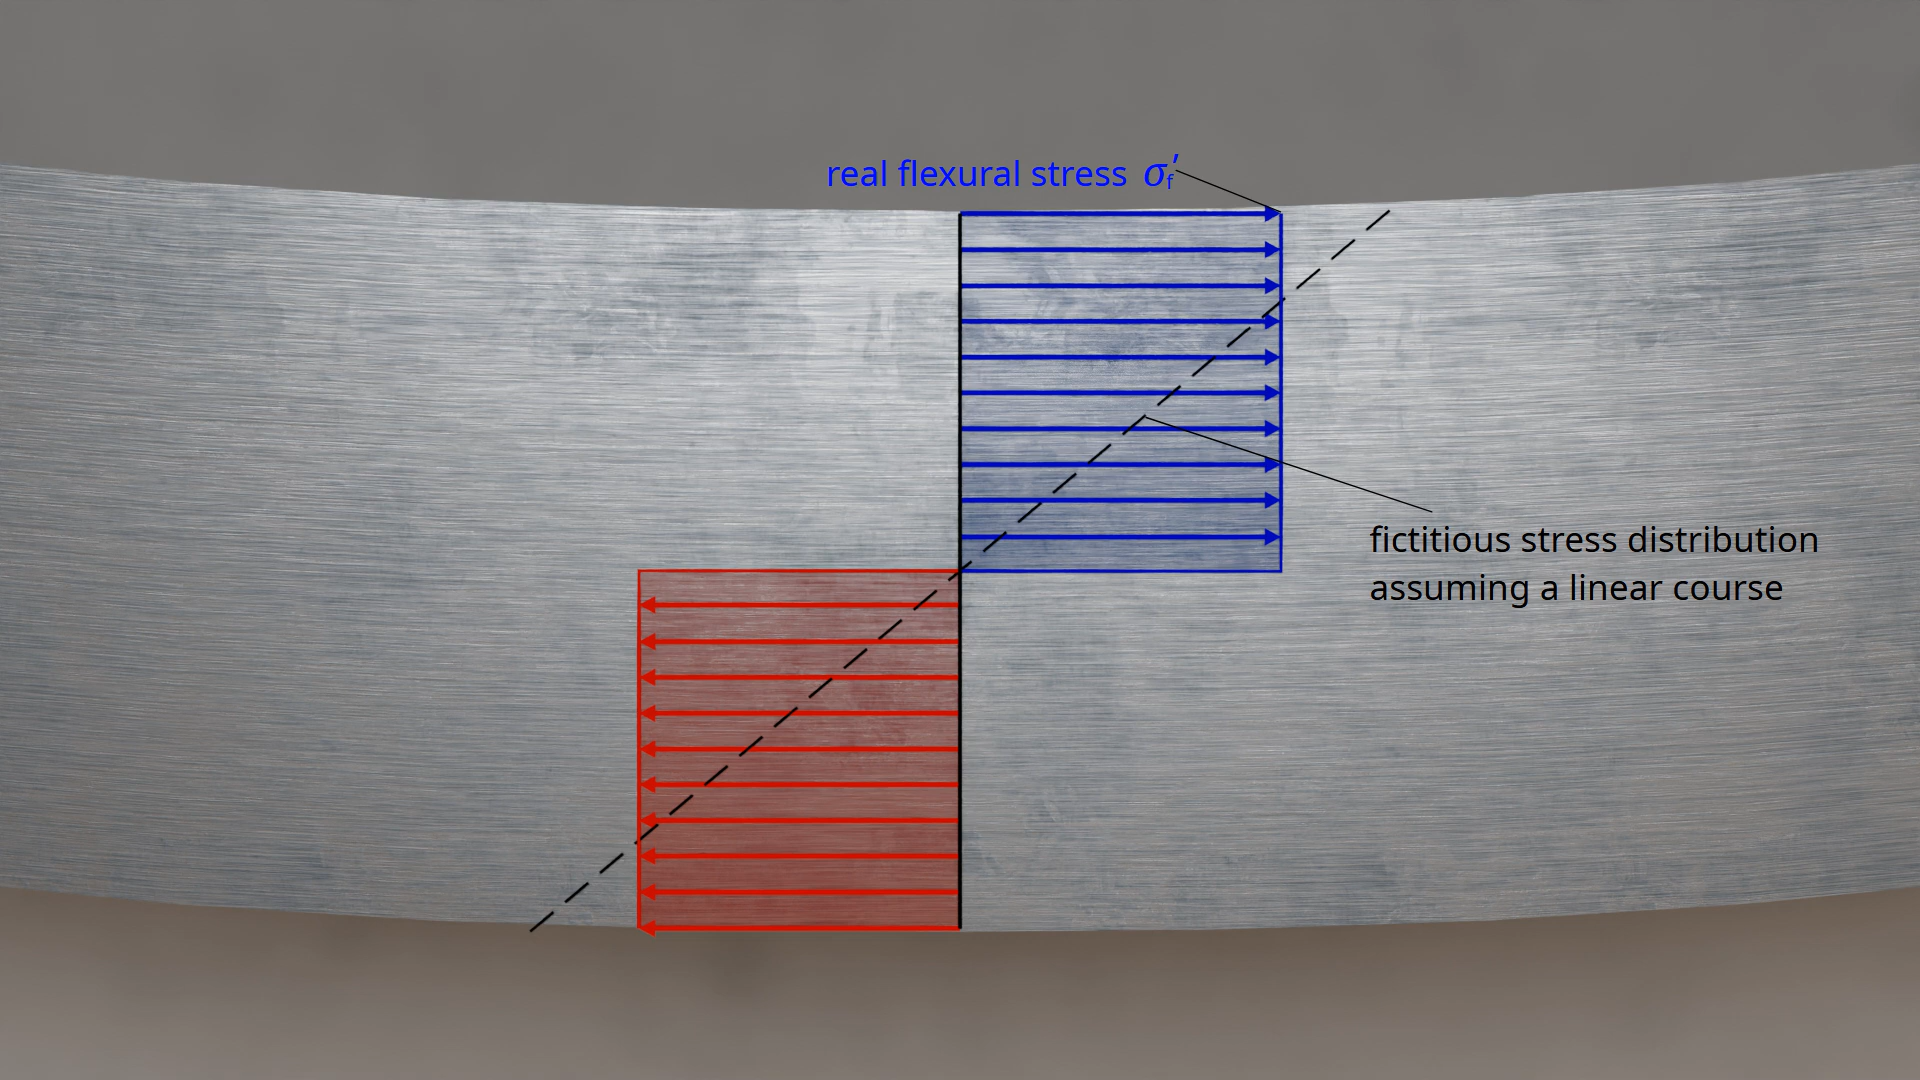 real flexural stress σf′
fictitious stress distribution
assuming a linear course